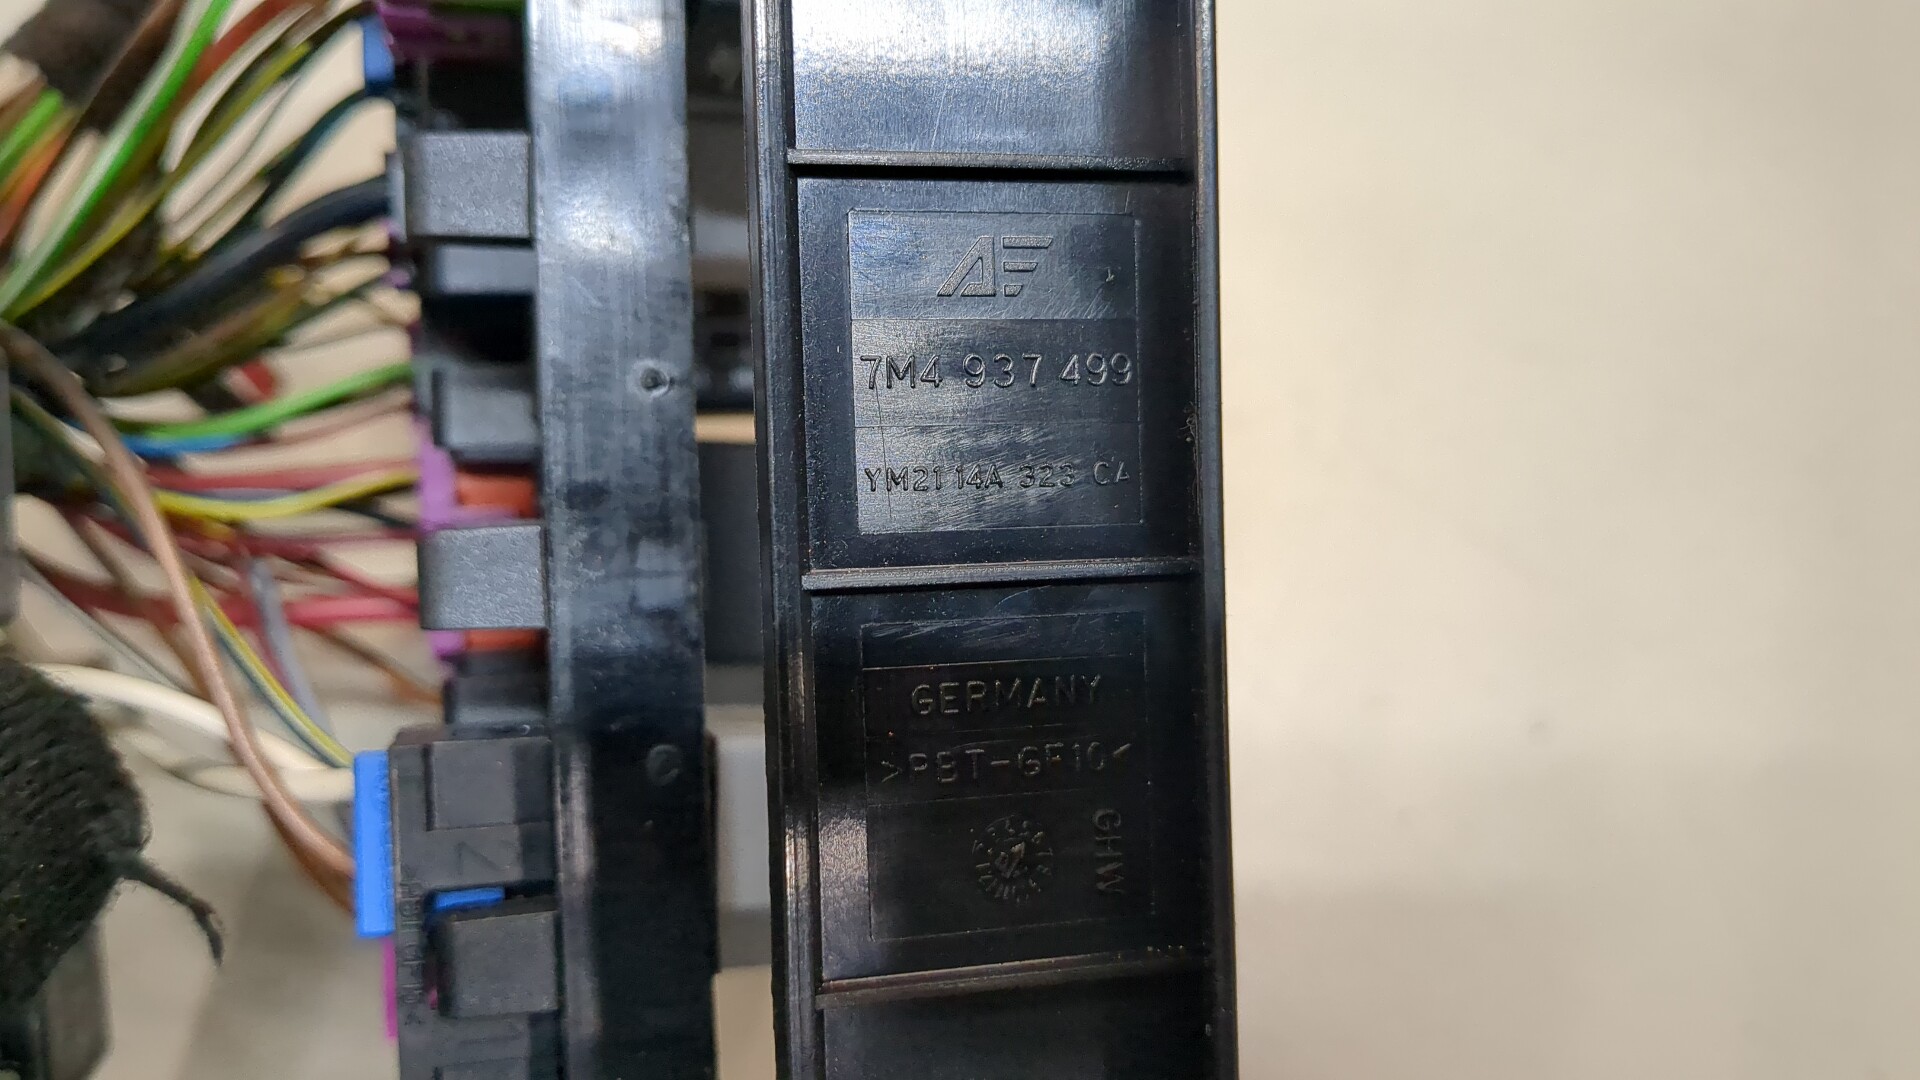 AF
7M4 937 499
YM21 14A 323 CA
GERMANY
>PBT-GF10<
GHW